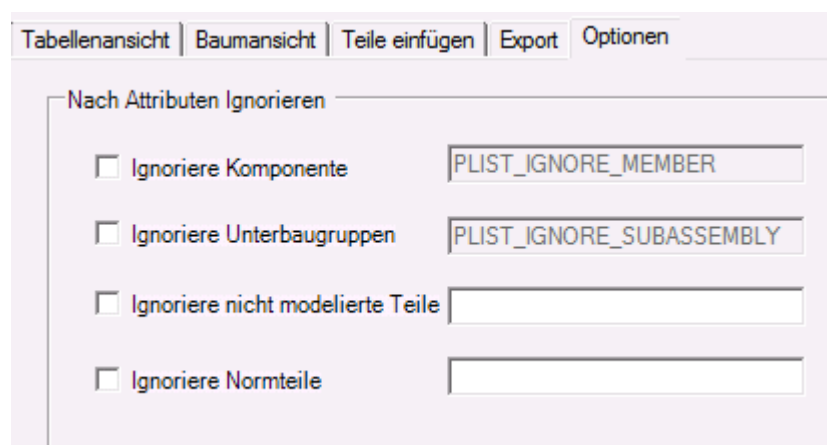 Tabellenansicht Baumansicht Teile einfügen Export Optionen
Nach Attributen Ignorieren
Ignoriere Komponente PLIST_IGNORE_MEMBER
Ignoriere Unterbaugruppen PLIST_IGNORE_SUBASSEMBLY
Ignoriere nicht modelierte Teile
Ignoriere Normteile